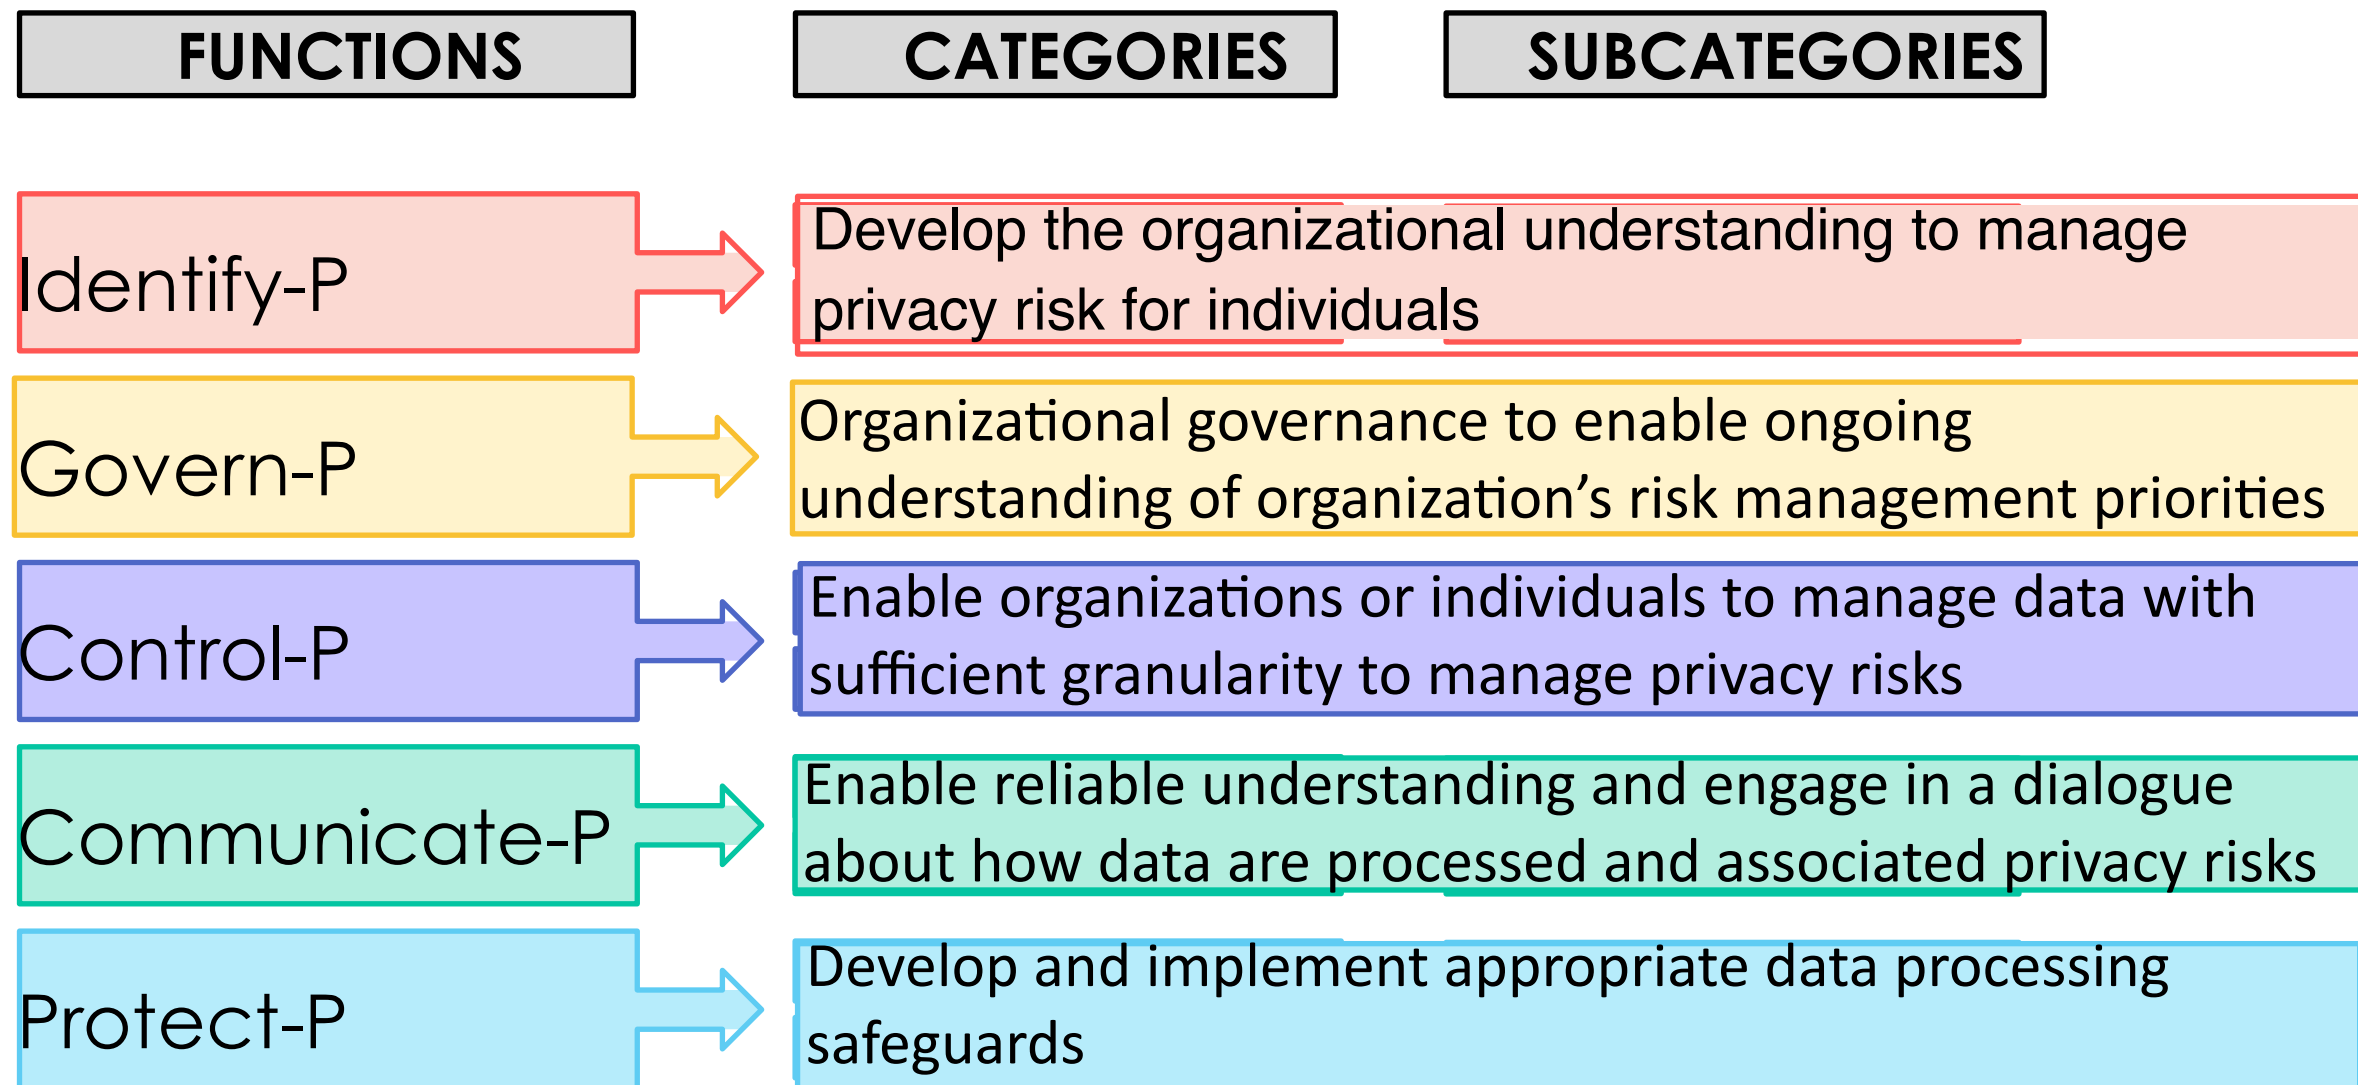 FUNCTIONS CATEGORIES SUBCATEGORIES
Identify-P
Develop the organizational understanding to manage
privacy risk for individuals
Govern-P
Organizational governance to enable ongoing
understanding of organization’s risk management priorities
Control-P
Enable organizations or individuals to manage data with
sufficient granularity to manage privacy risks
Communicate-P
Enable reliable understanding and engage in a dialogue
about how data are processed and associated privacy risks
Protect-P
Develop and implement appropriate data processing
safeguards